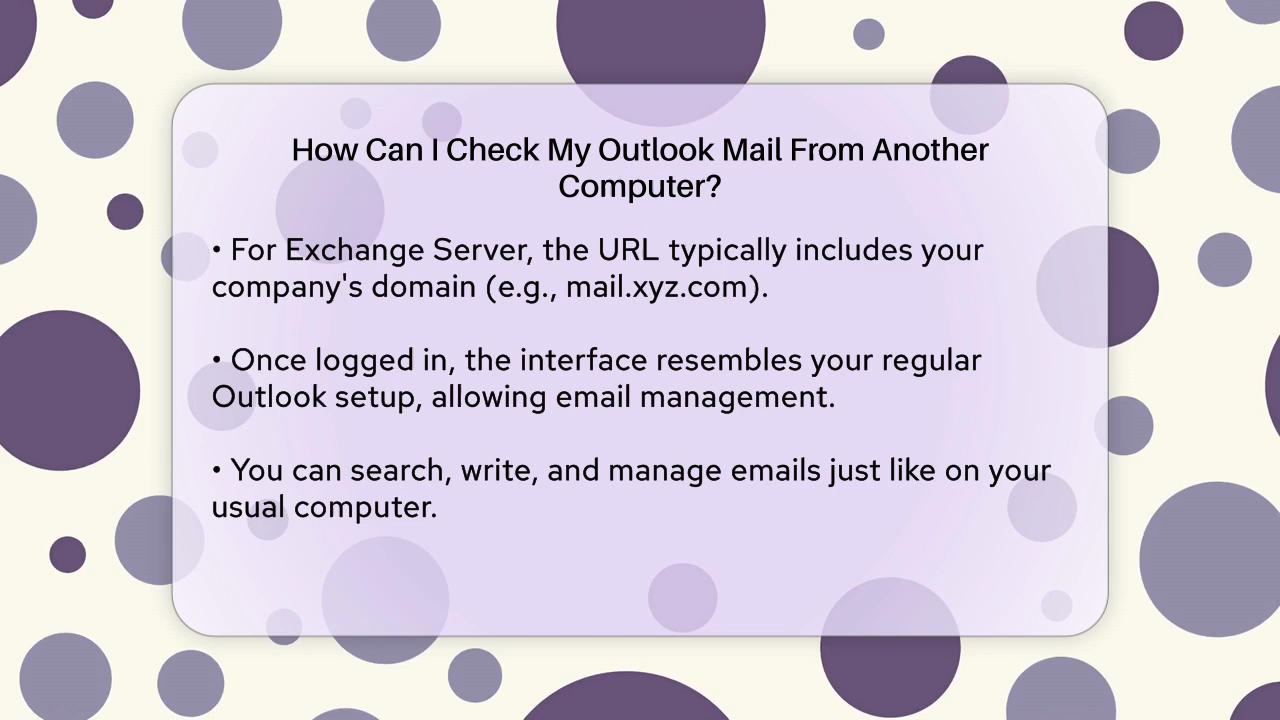 How Can I Check My Outlook Mail From Another
Computer?
• For Exchange Server, the URL typically includes your
company's domain (e.g., mail.xyz.com).
• Once logged in, the interface resembles your regular
Outlook setup, allowing email management.
• You can search, write, and manage emails just like on your
usual computer.